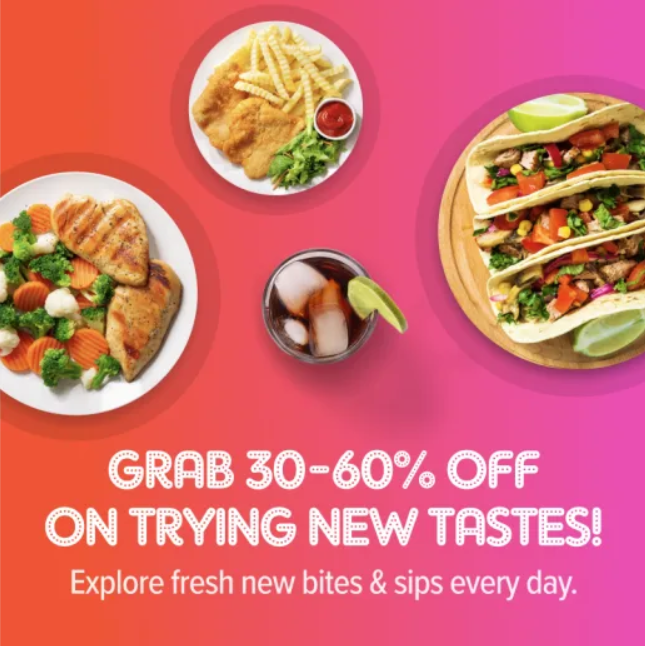 GRAB 30-60% OFF
ON TRYING NEW TASTES!
Explore fresh new bites & sips every day.